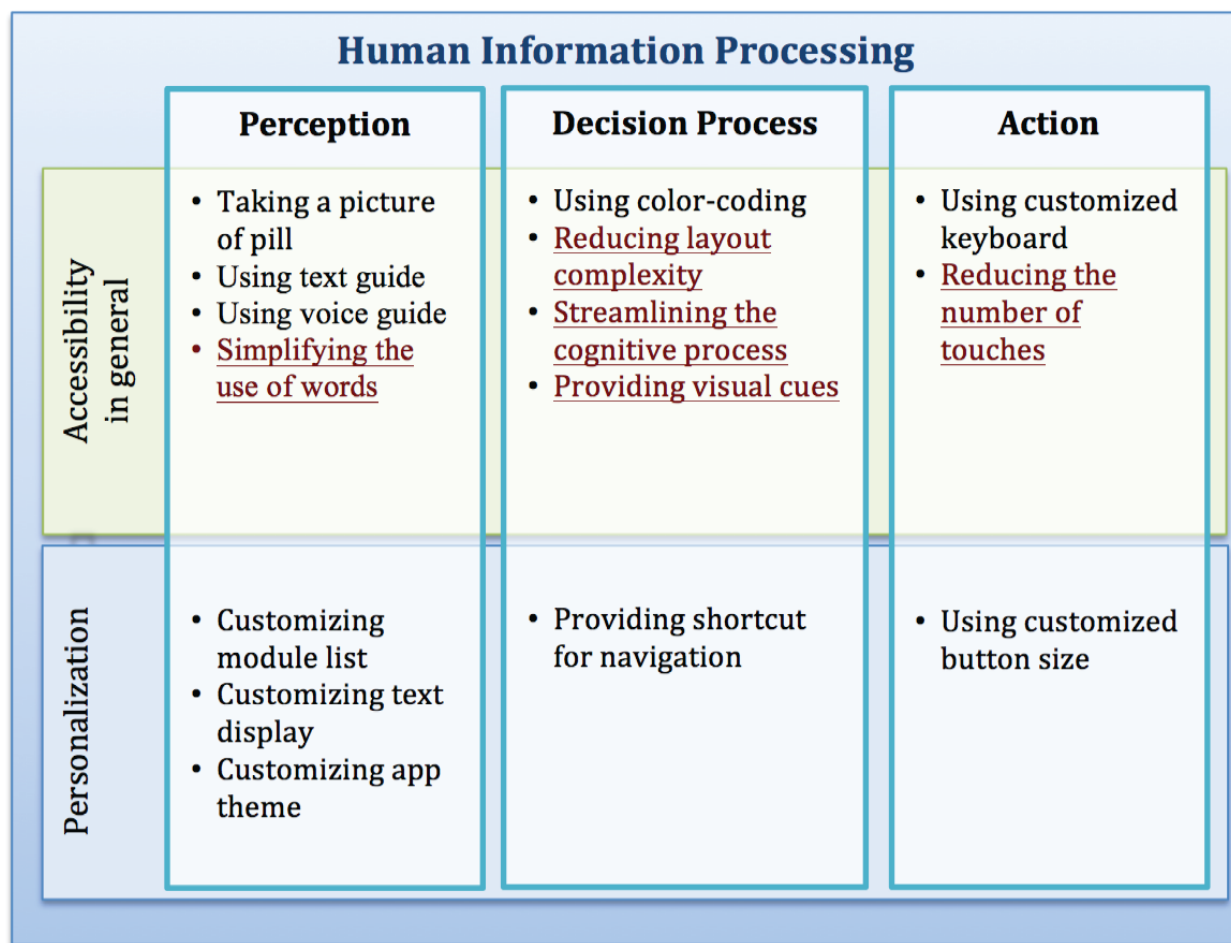 Human Information Processing
Perception
Decision Process
Action
Accessibility
in general
• Taking a picture
of pill
• Using text guide
• Using voice guide
• Simplifying the
use of words
• Using color-coding
• Reducing layout
complexity
• Streamlining the
cognitive process
• Providing visual cues
• Using customized
keyboard
• Reducing the
number of
touches
Personalization
• Customizing
module list
• Customizing text
display
• Customizing app
theme
• Providing shortcut
for navigation
• Using customized
button size